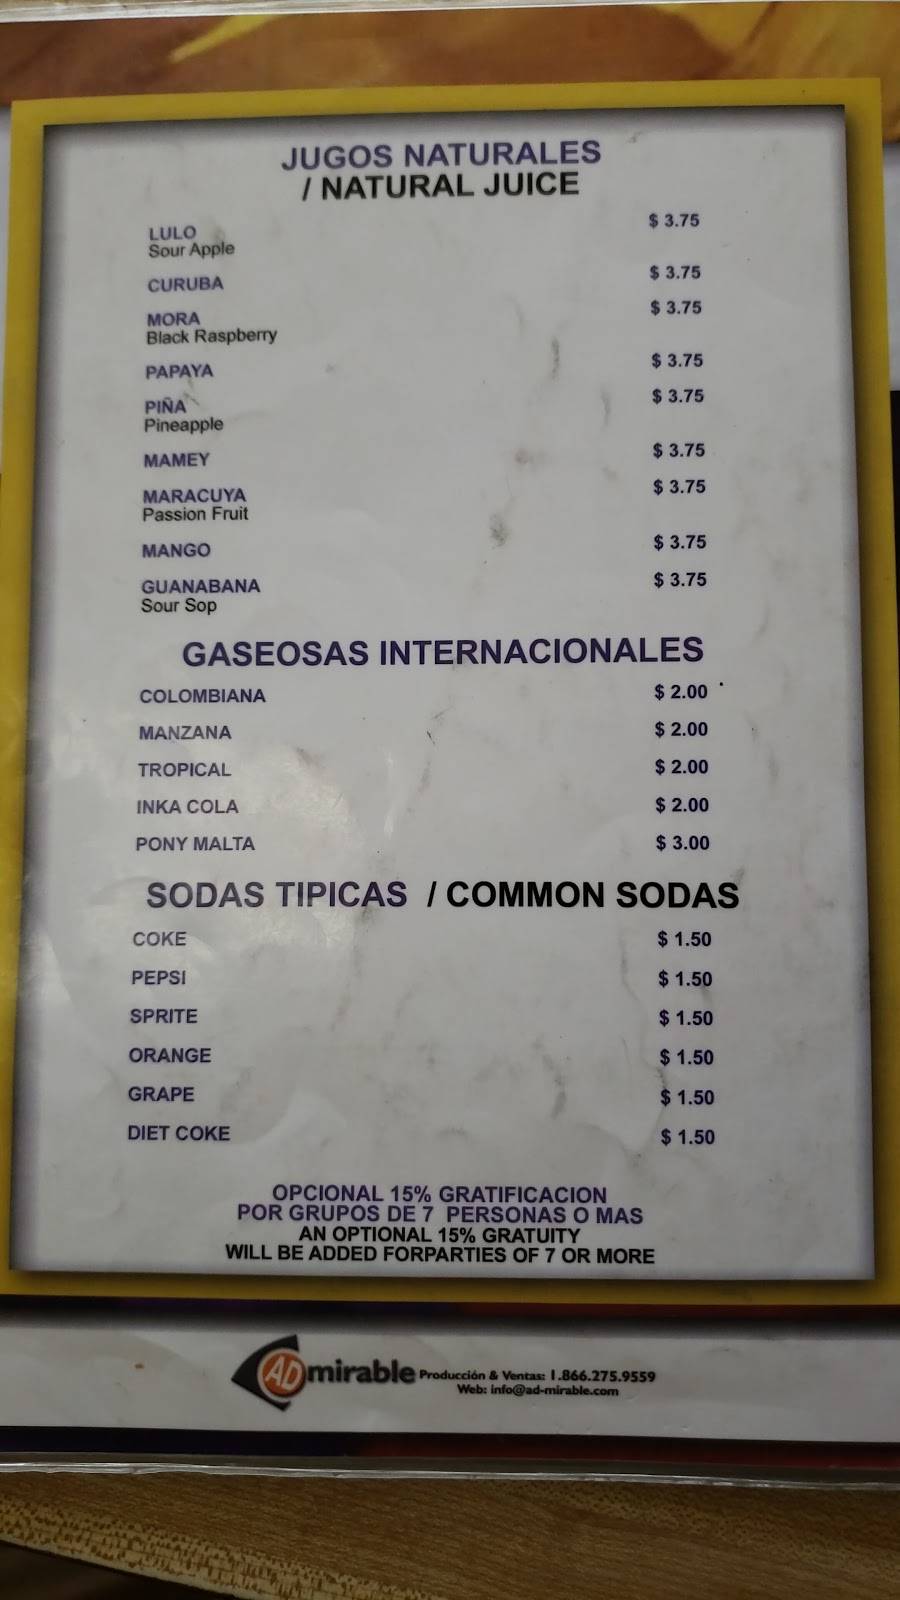 JUGOS NATURALES
/ NATURAL JUICE
LULO $ 3.75
Sour Apple
CURUBA $ 3.75
MORA $ 3.75
Black Raspberry
PAPAYA $ 3.75
PIÑA $ 3.75
Pineapple
MAMEY $ 3.75
MARACUYA $ 3.75
Passion Fruit
MANGO $ 3.75
GUANABANA $ 3.75
Sour Sop
GASEOSAS INTERNACIONALES
COLOMBIANA $ 2.00
MANZANA $ 2.00
TROPICAL $ 2.00
INKA COLA $ 2.00
PONY MALTA $ 3.00
SODAS TIPICAS / COMMON SODAS
COKE $ 1.50
PEPSI $ 1.50
SPRITE $ 1.50
ORANGE $ 1.50
GRAPE $ 1.50
DIET COKE $ 1.50
OPCIONAL 15% GRATIFICACION
POR GRUPOS DE 7 PERSONAS O MAS
AN OPTIONAL 15% GRATUITY
WILL BE ADDED FORPARTIES OF 7 OR MORE
ADmirable Producción & Ventas: 1.866.275.9559
Web: info@ad-mirable.com